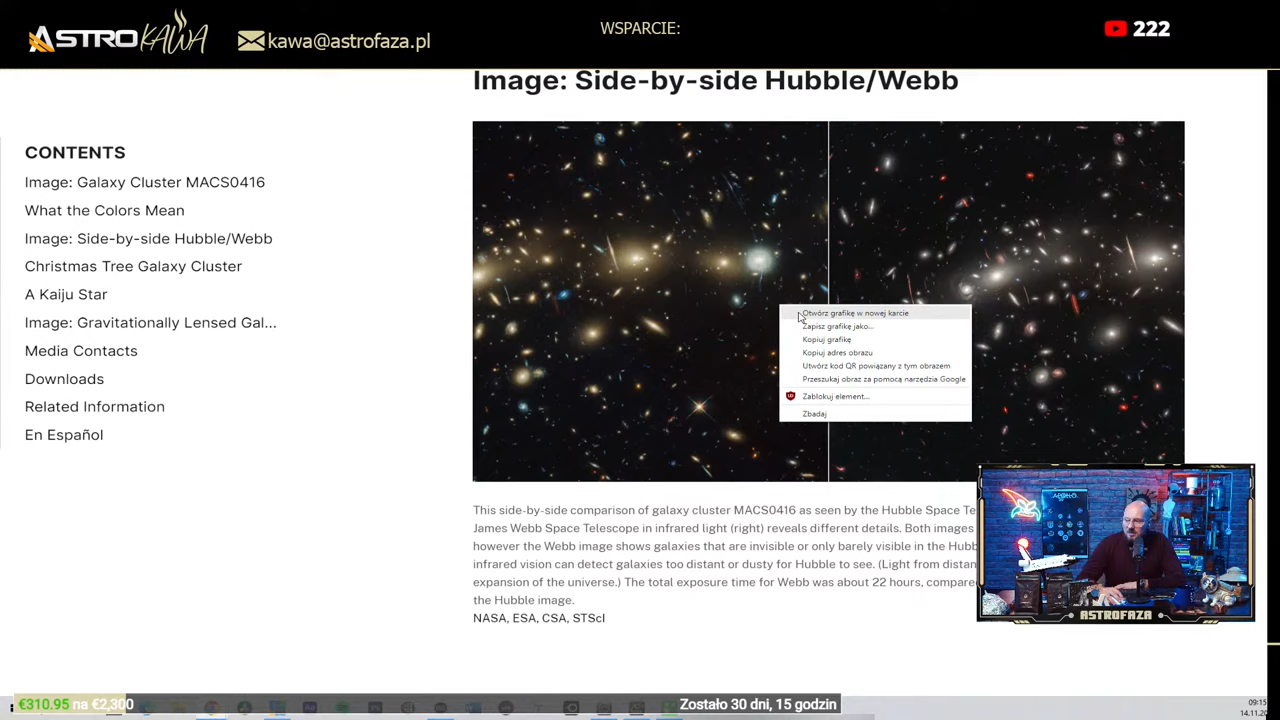 ASTROKAWA
kawa@astrofaza.pl
WSPARCIE:
222
Image: Side-by-side Hubble/Webb
CONTENTS
Image: Galaxy Cluster MACS0416
What the Colors Mean
Image: Side-by-side Hubble/Webb
Christmas Tree Galaxy Cluster
A Kaiju Star
Image: Gravitationally Lensed Gal...
Media Contacts
Downloads
Related Information
En Español
Otwórz grafikę w nowej karcie
Zapisz grafikę jako...
Kopiuj grafikę
Kopiuj adres obrazu
Utwórz kod QR powiązany z tym obrazem
Przeszukaj obraz za pomocą narzędzia Google
Zablokuj element...
Zbadaj
This side-by-side comparison of galaxy cluster MACS0416 as seen by the Hubble Space Te
James Webb Space Telescope in infrared light (right) reveals different details. Both images
however the Webb image shows galaxies that are invisible or only barely visible in the Hubb
infrared vision can detect galaxies too distant or dusty for Hubble to see. (Light from distan
expansion of the universe.) The total exposure time for Webb was about 22 hours, compare
the Hubble image.
NASA, ESA, CSA, STScI
APOLLO
ASTROFAZA
€310.95 na €2,300
Zostało 30 dni, 15 godzin
09:15
14.11.20